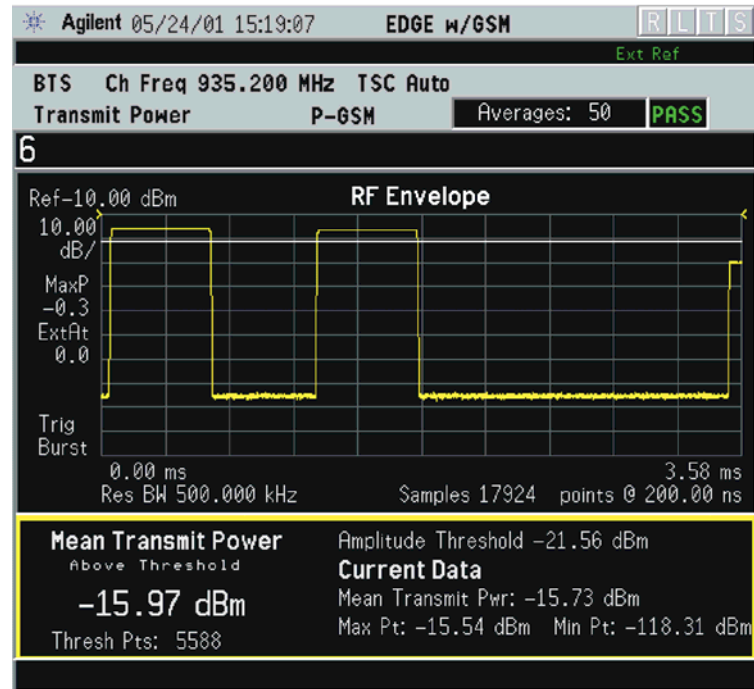 Agilent 05/24/01 15:19:07 EDGE w/GSM R L T S
Ext Ref
BTS Ch Freq 935.200 MHz TSC Auto
Transmit Power P-GSM Averages: 50 PASS
6
Ref-10.00 dBm RF Envelope
10.00
dB/
MaxP
-0.3
ExtAt
0.0
Trig
Burst
0.00 ms 3.58 ms
Res BW 500.000 kHz Samples 17924 points @ 200.00 ns
Mean Transmit Power
Above Threshold
-15.97 dBm
Thresh Pts: 5588
Amplitude Threshold -21.56 dBm
Current Data
Mean Transmit Pwr: -15.73 dBm
Max Pt: -15.54 dBm Min Pt: -118.31 dBm